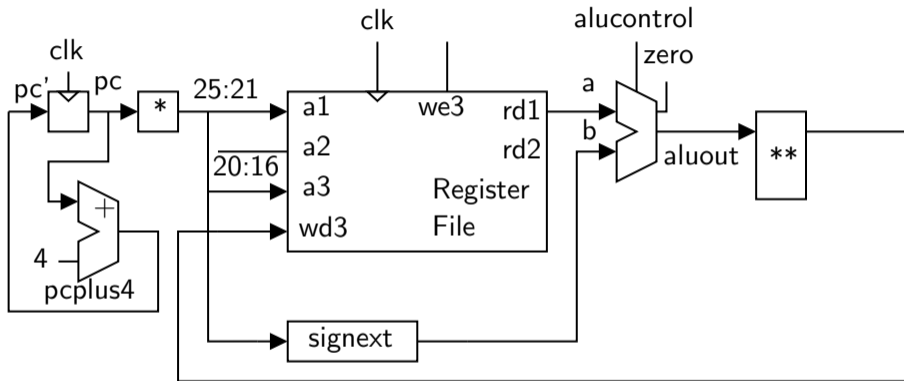 clk
alucontrol
clk
zero
pc'
pc
25:21
a
*
a1
we3
rd1
b
a2
rd2
aluout
**
20:16
a3
Register
+
wd3
File
4
pcplus4
signext